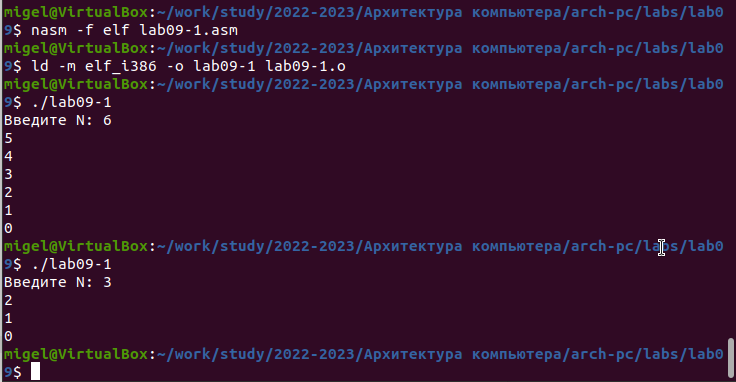 migel@VirtualBox:~/work/study/2022-2023/Архитектура компьютера/arch-pc/labs/lab0
9$ nasm -f elf lab09-1.asm
migel@VirtualBox:~/work/study/2022-2023/Архитектура компьютера/arch-pc/labs/lab0
9$ ld -m elf_i386 -o lab09-1 lab09-1.o
migel@VirtualBox:~/work/study/2022-2023/Архитектура компьютера/arch-pc/labs/lab0
9$ ./lab09-1
Введите N: 6
5
4
3
2
1
0
migel@VirtualBox:~/work/study/2022-2023/Архитектура компьютера/arch-pc/labs/lab0
9$ ./lab09-1
Введите N: 3
2
1
0
migel@VirtualBox:~/work/study/2022-2023/Архитектура компьютера/arch-pc/labs/lab0
9$